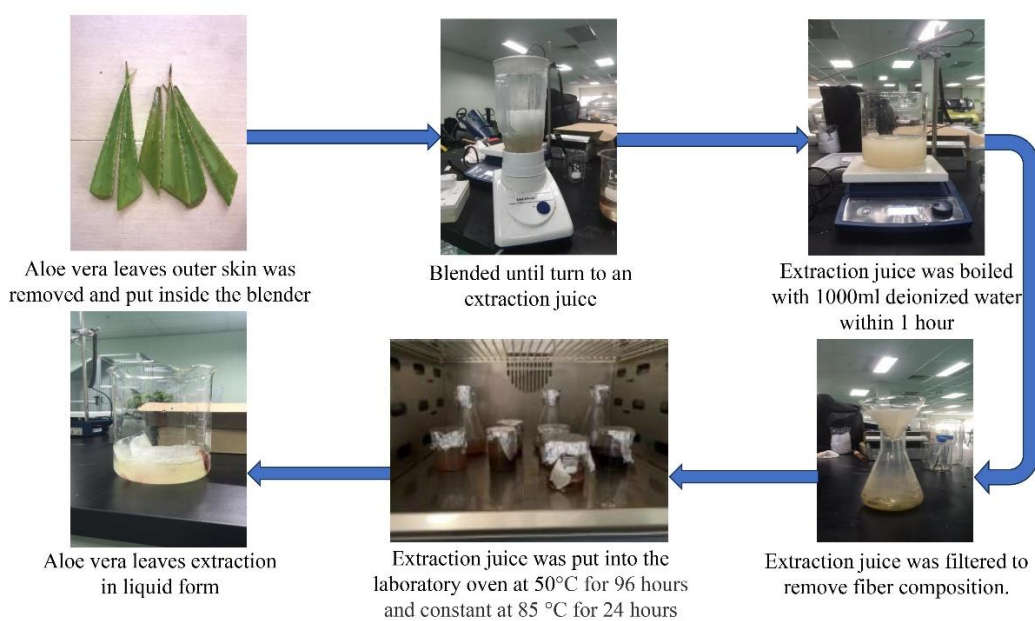 Aloe vera leaves outer skin was
removed and put inside the blender
Blended until turn to an
extraction juice
Extraction juice was boiled
with 1000ml deionized water
within 1 hour
Extraction juice was filtered to
remove fiber composition.
Extraction juice was put into the
laboratory oven at 50°C for 96 hours
and constant at 85 °C for 24 hours
Aloe vera leaves extraction
in liquid form